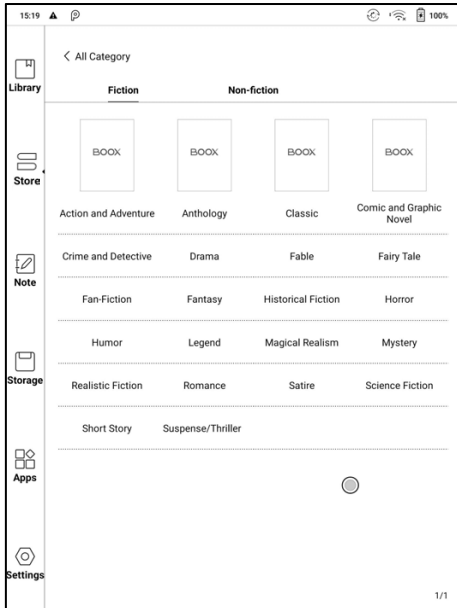 15:19
100%
All Category
Library
Fiction Non-fiction
BOOX BOOX BOOX BOOX
Store
Action and Adventure Anthology Classic Comic and Graphic Novel
Crime and Detective Drama Fable Fairy Tale
Note
Fan-Fiction Fantasy Historical Fiction Horror
Humor Legend Magical Realism Mystery
Storage
Realistic Fiction Romance Satire Science Fiction
Short Story Suspense/Thriller
Apps
Settings
1/1